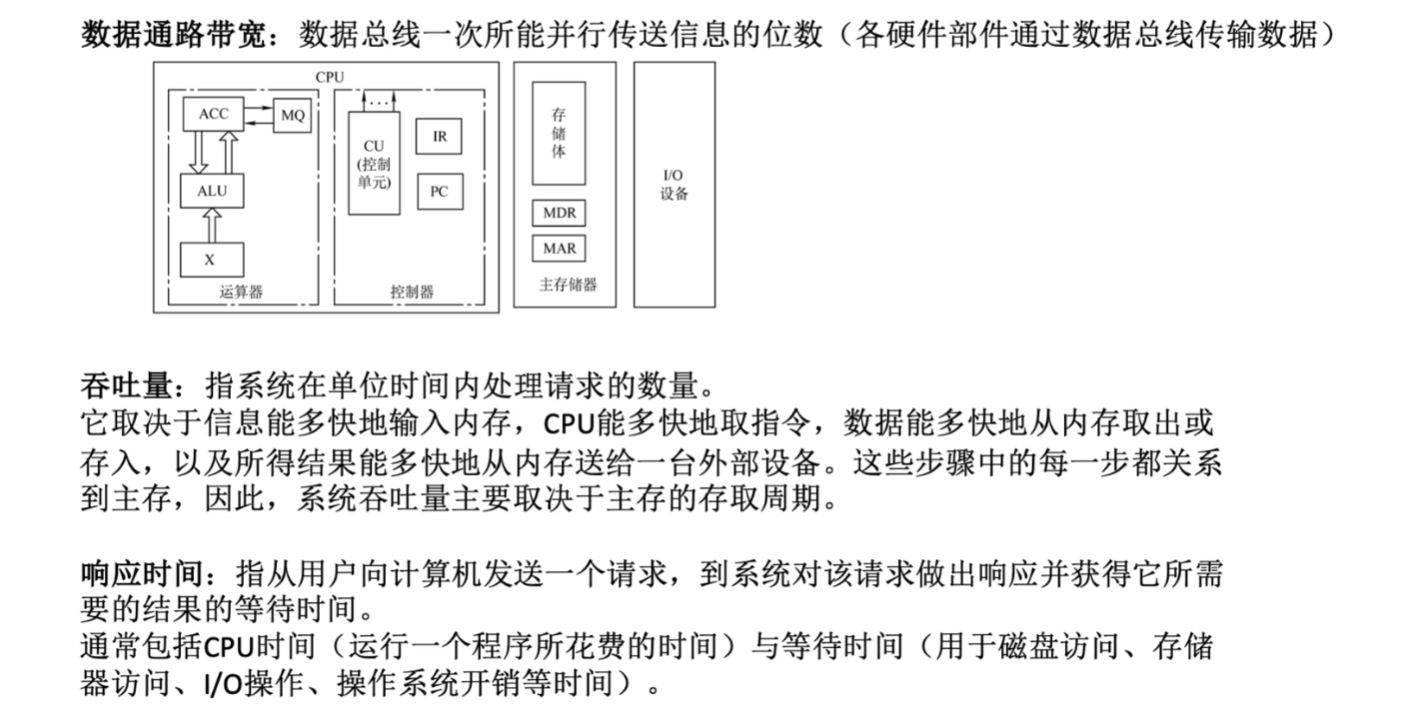 数据通路带宽：数据总线一次所能并行传送信息的位数（各硬件部件通过数据总线传输数据）
CPU
ACC
MQ
ALU
X
运算器
...
CU
(控制
单元)
IR
PC
控制器
存
储
体
MDR
MAR
主存储器
I/O
设备
吞吐量：指系统在单位时间内处理请求的数量。
它取决于信息能多快地输入内存，CPU能多快地取指令，数据能多快地从内存取出或
存入，以及所得结果能多快地从内存送给一台外部设备。这些步骤中的每一步都关系
到主存，因此，系统吞吐量主要取决于主存的存取周期。
响应时间：指从用户向计算机发送一个请求，到系统对该请求做出响应并获得它所需
要的结果的等待时间。
通常包括CPU时间（运行一个程序所花费的时间）与等待时间（用于磁盘访问、存储
器访问、I/O操作、操作系统开销等时间）。